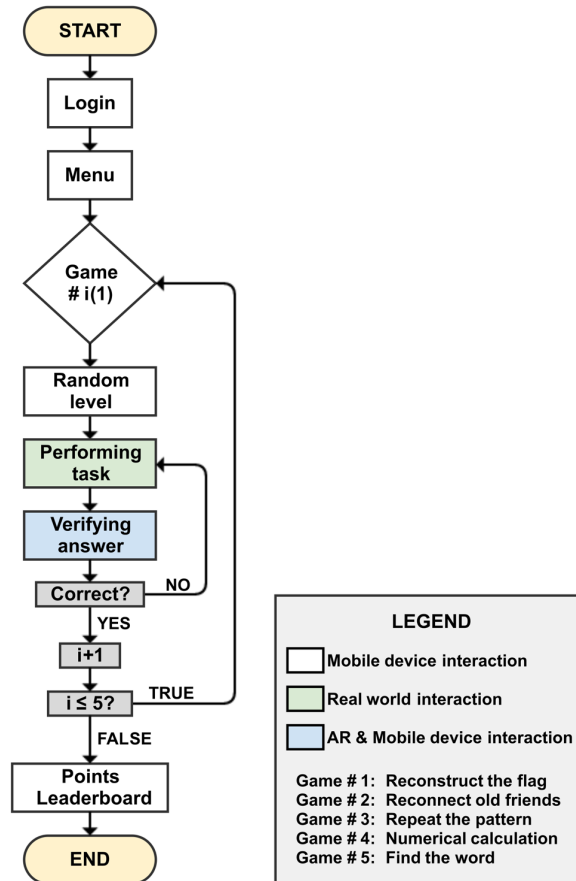 START
Login
Menu
Game
# i(1)
Random
level
Performing
task
Verifying
answer
Correct?
NO
YES
i+1
i ≤ 5?
TRUE
FALSE
Points
Leaderboard
END
LEGEND
Mobile device interaction
Real world interaction
AR & Mobile device interaction
Game # 1: Reconstruct the flag
Game # 2: Reconnect old friends
Game # 3: Repeat the pattern
Game # 4: Numerical calculation
Game # 5: Find the word